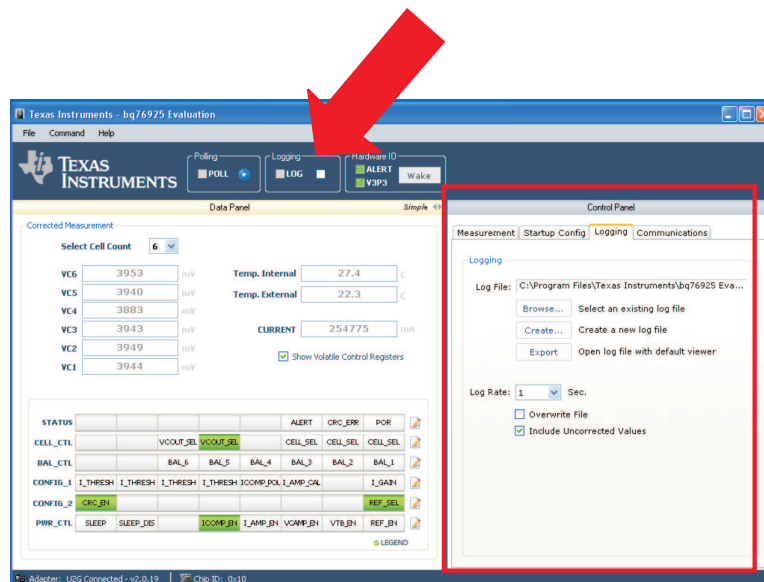 Texas Instruments - bq76925 Evaluation
File Command Help
TEXAS INSTRUMENTS
Polling
POLL
Logging
LOG
Hardware IO
ALERT
V3P3
Wake
Data Panel Simple
Corrected Measurement
Select Cell Count 6
VC6 3953 mV
VC5 3940 mV
VC4 3883 mV
VC3 3943 mV
VC2 3949 mV
VC1 3944 mV
Temp. Internal 27.4 C
Temp. External 22.3 C
CURRENT 254775 mA
Show Volatile Control Registers
STATUS ALERT CRC_ERR POR
CELL_CTL VCOUT_SEL VCOUT_SEL CELL_SEL CELL_SEL CELL_SEL
BAL_CTL BAL_6 BAL_5 BAL_4 BAL_3 BAL_2 BAL_1
CONFIG_1 I_THRESH I_THRESH I_THRESH I_THRESH ICOMP_POL I_AMP_CAL I_GAIN
CONFIG_2 CRC_EN REF_SEL
PWR_CTL SLEEP SLEEP_DIS ICOMP_EN I_AMP_EN VCAMP_EN VTB_EN REF_EN
LEGEND
Control Panel
Measurement Startup Config Logging Communications
Logging
Log File: C:\Program Files\Texas Instruments\bq76925 Eva...
Browse... Select an existing log file
Create... Create a new log file
Export Open log file with default viewer
Log Rate: 1 Sec.
Overwrite File
Include Uncorrected Values
Adapter: U2G Connected - v2.0.19 Chip ID: 0x10